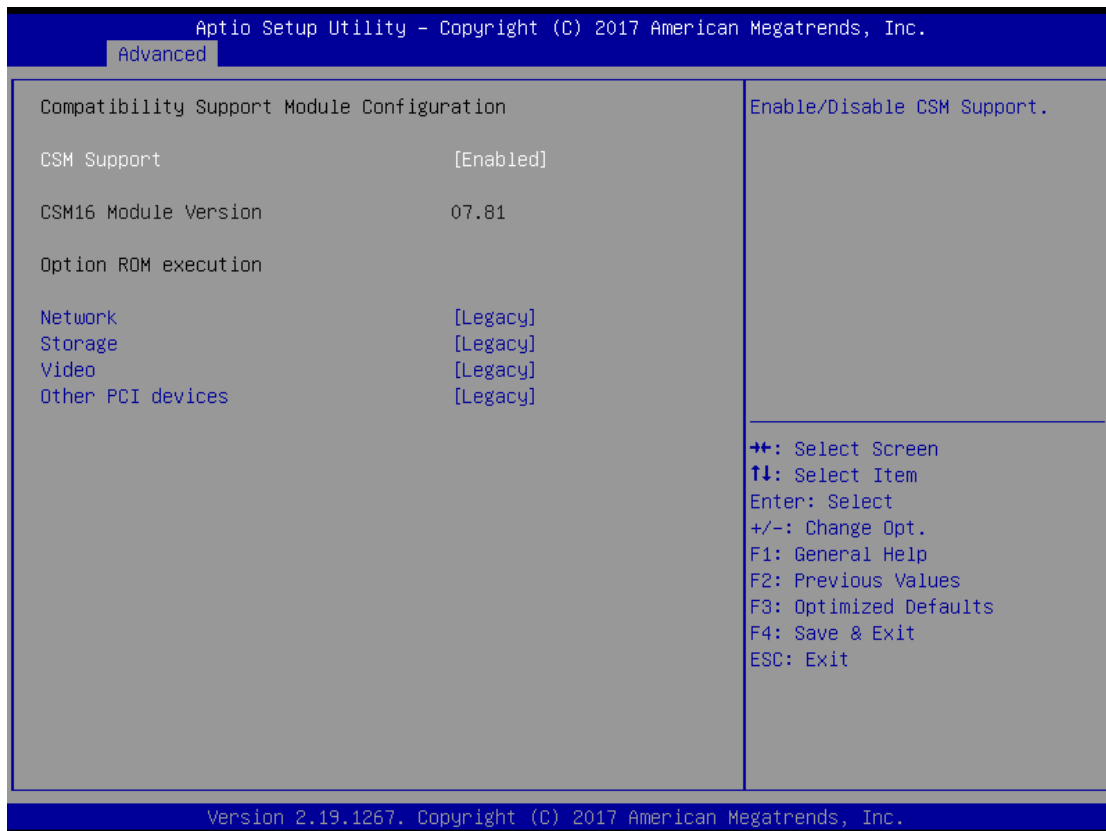 Aptio Setup Utility – Copyright (C) 2017 American Megatrends, Inc.
Advanced
Compatibility Support Module Configuration
CSM Support [Enabled]
CSM16 Module Version 07.81
Option ROM execution
Network [Legacy]
Storage [Legacy]
Video [Legacy]
Other PCI devices [Legacy]
Enable/Disable CSM Support.
→←: Select Screen
↑↓: Select Item
Enter: Select
+/-: Change Opt.
F1: General Help
F2: Previous Values
F3: Optimized Defaults
F4: Save & Exit
ESC: Exit
Version 2.19.1267. Copyright (C) 2017 American Megatrends, Inc.